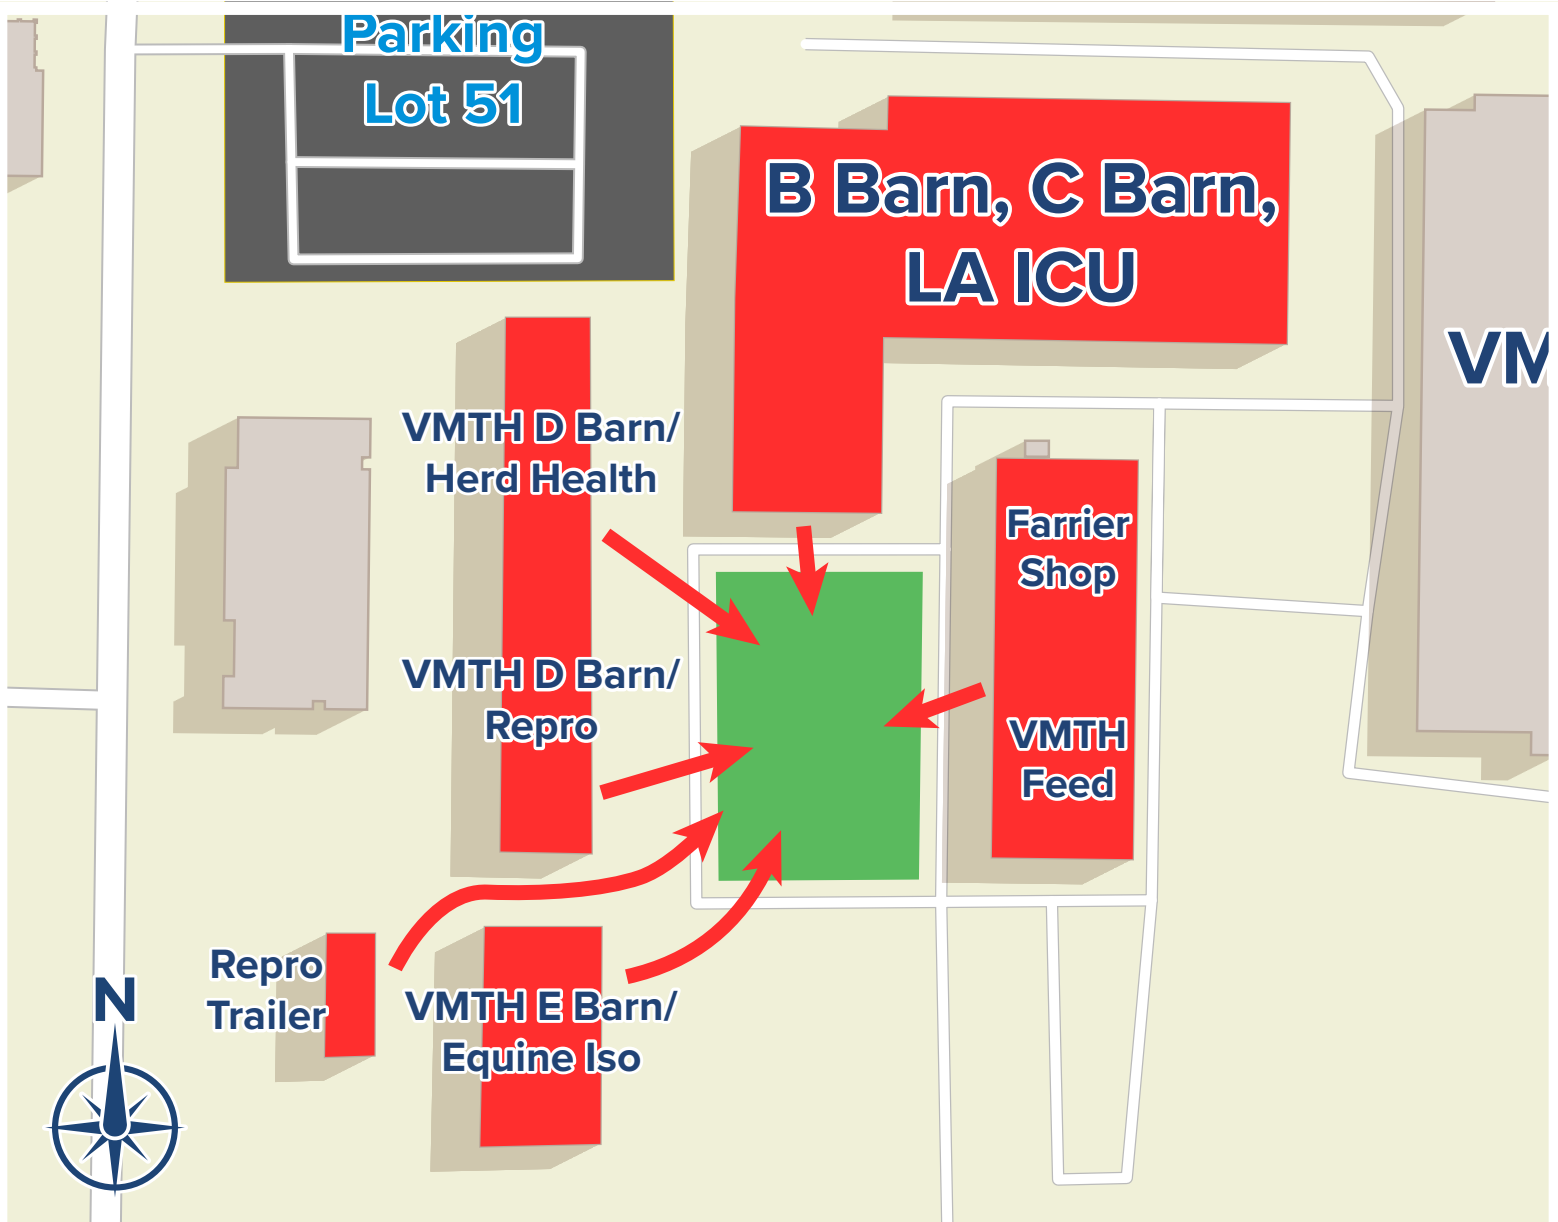 Parking
Lot 51
B Barn, C Barn,
LA ICU
VM
VMTH D Barn/
Herd Health
Farrier
Shop
VMTH D Barn/
Repro
VMTH
Feed
Repro
Trailer
VMTH E Barn/
Equine Iso
N